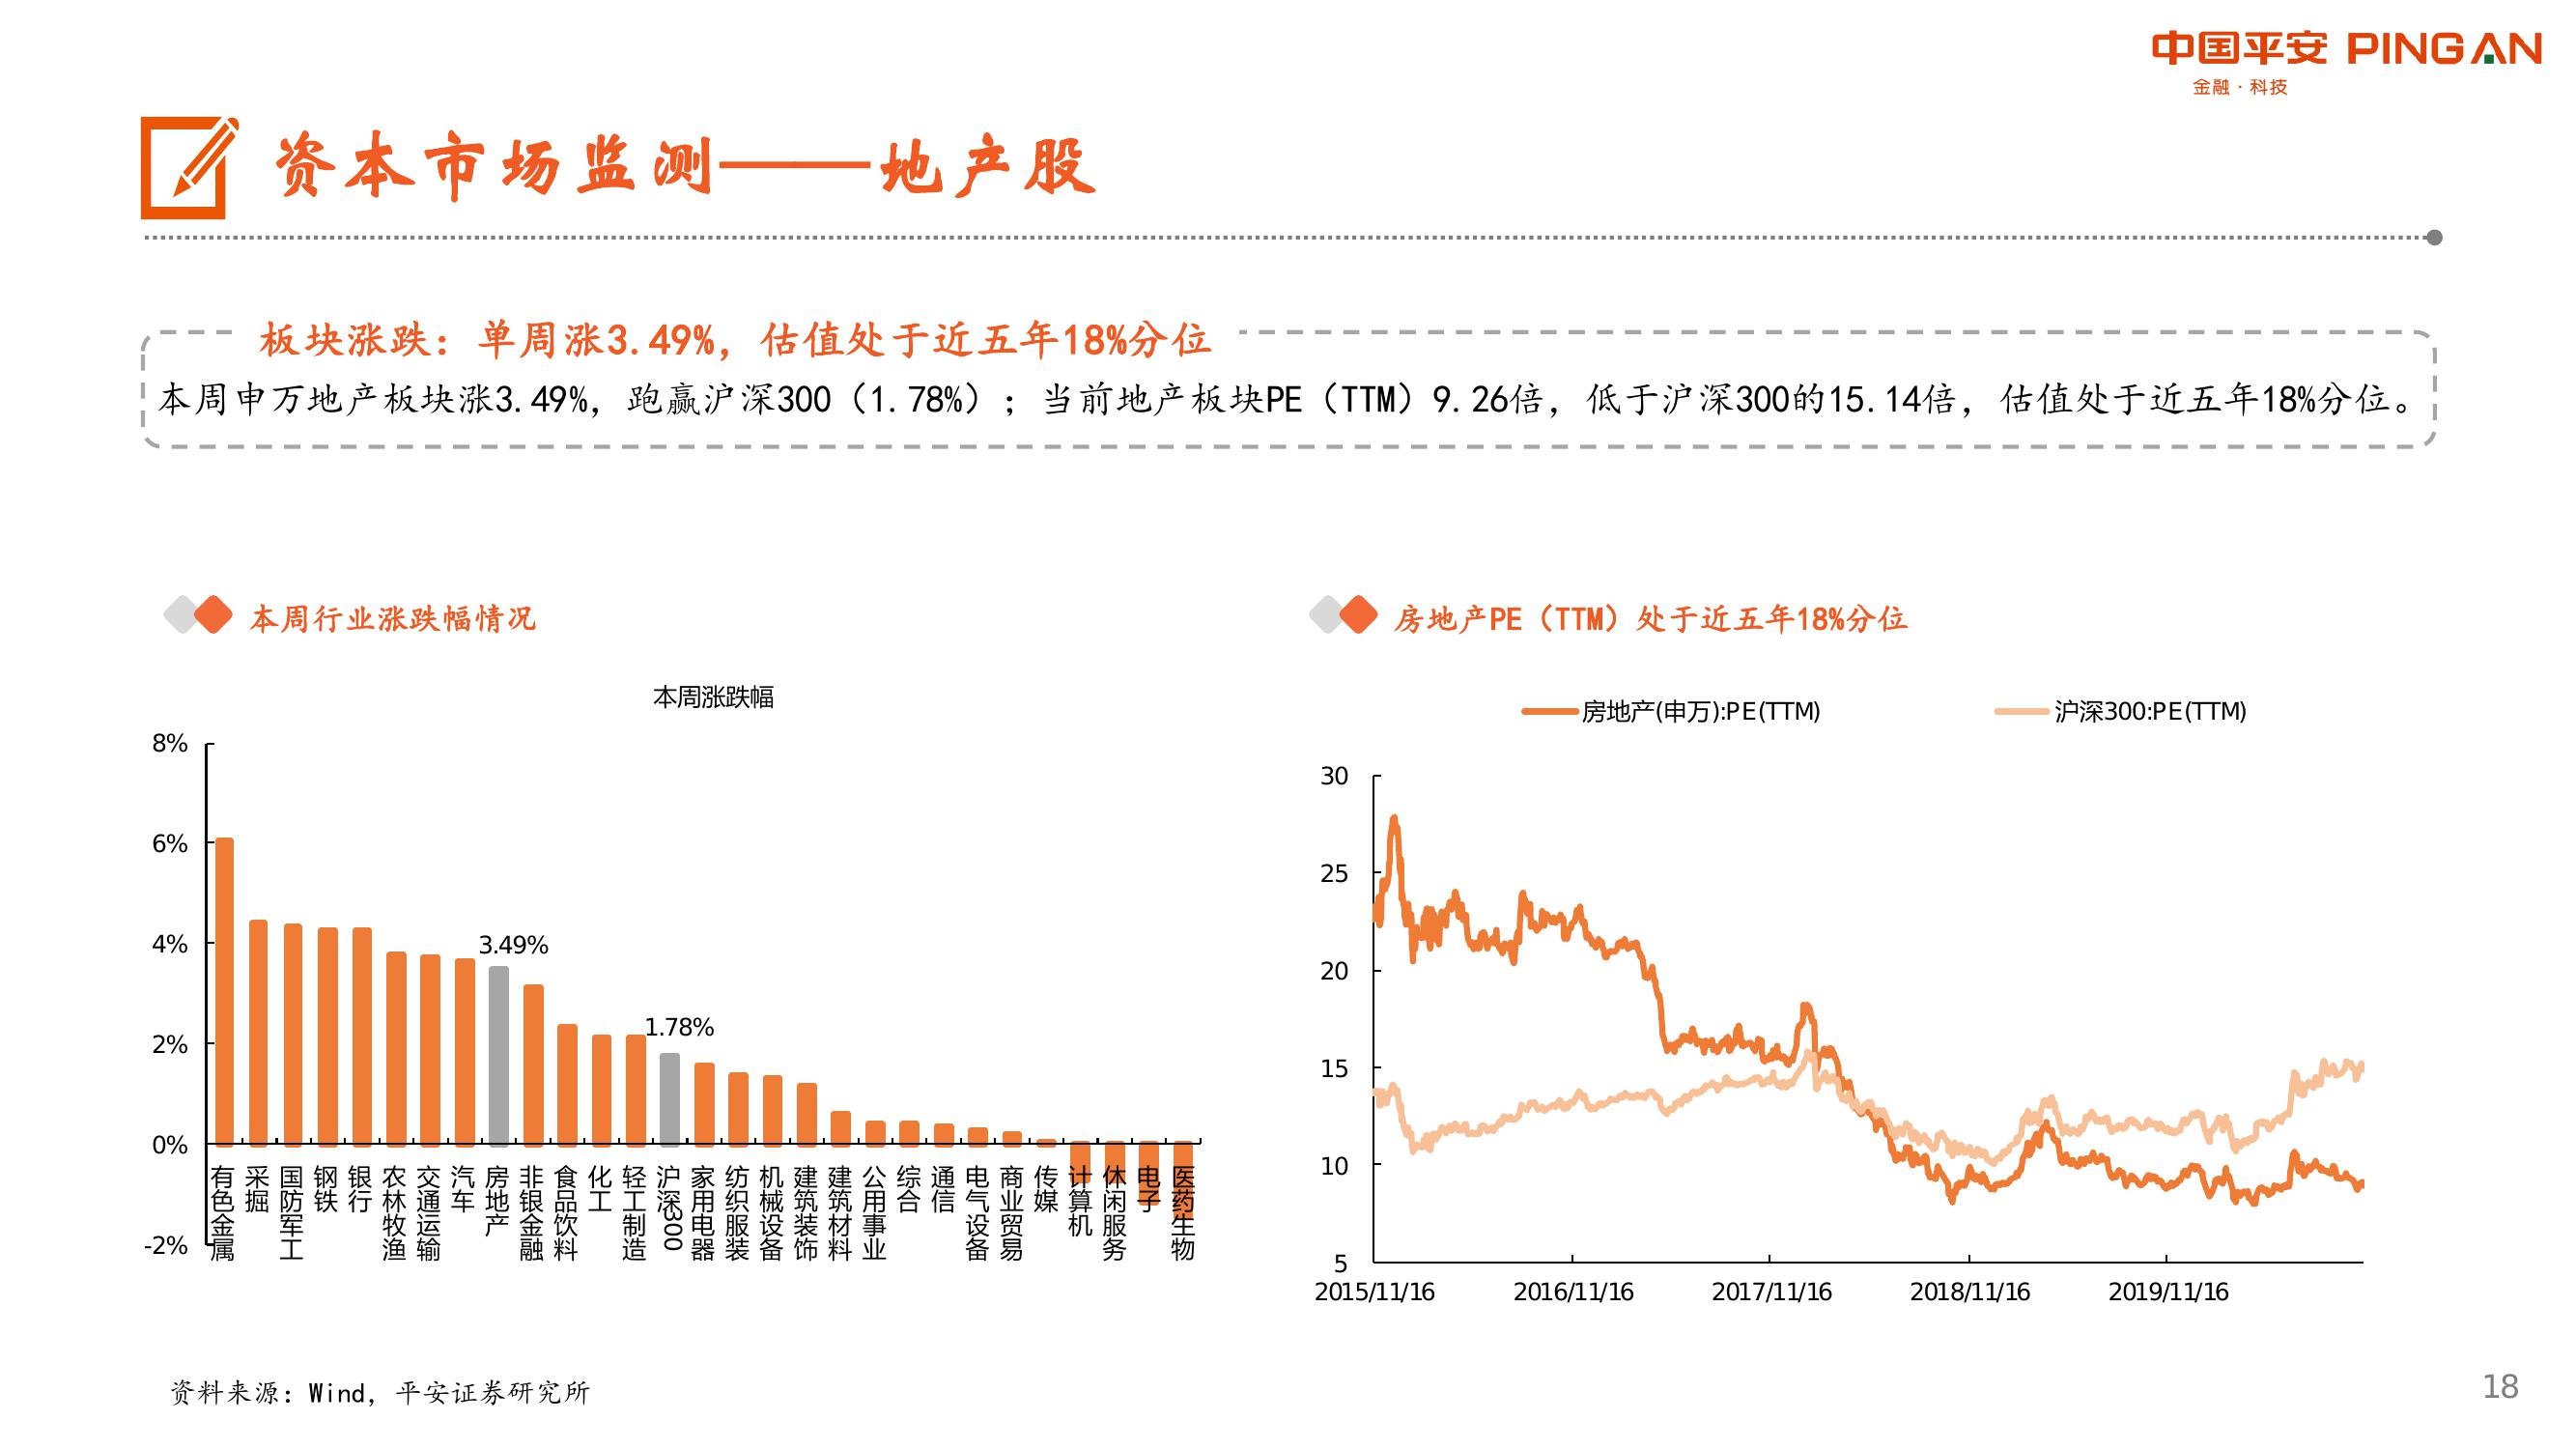 中国平安 PINGAN
金融·科技
资本市场监测——地产股
板块涨跌：单周涨3.49%，估值处于近五年18%分位
本周申万地产板块涨3.49%，跑赢沪深300（1.78%）；当前地产板块PE（TTM）9.26倍，低于沪深300的15.14倍，估值处于近五年18%分位。
本周行业涨跌幅情况
本周涨跌幅
8%
6%
4%
2%
0%
-2%
3.49%
1.78%
有色金属
采掘
国防军工
钢铁
银行
农林牧渔
交通运输
汽车
房地产
非银金融
食品饮料
化工
轻工制造
沪深300
家用电器
纺织服装
机械设备
建筑装饰
建筑材料
公用事业
综合
通信
电气设备
商业贸易
传媒
计算机
休闲服务
电子
医药生物
房地产PE（TTM）处于近五年18%分位
房地产(申万):PE(TTM)
沪深300:PE(TTM)
30
25
20
15
10
5
2015/11/16
2016/11/16
2017/11/16
2018/11/16
2019/11/16
资料来源：Wind，平安证券研究所
18